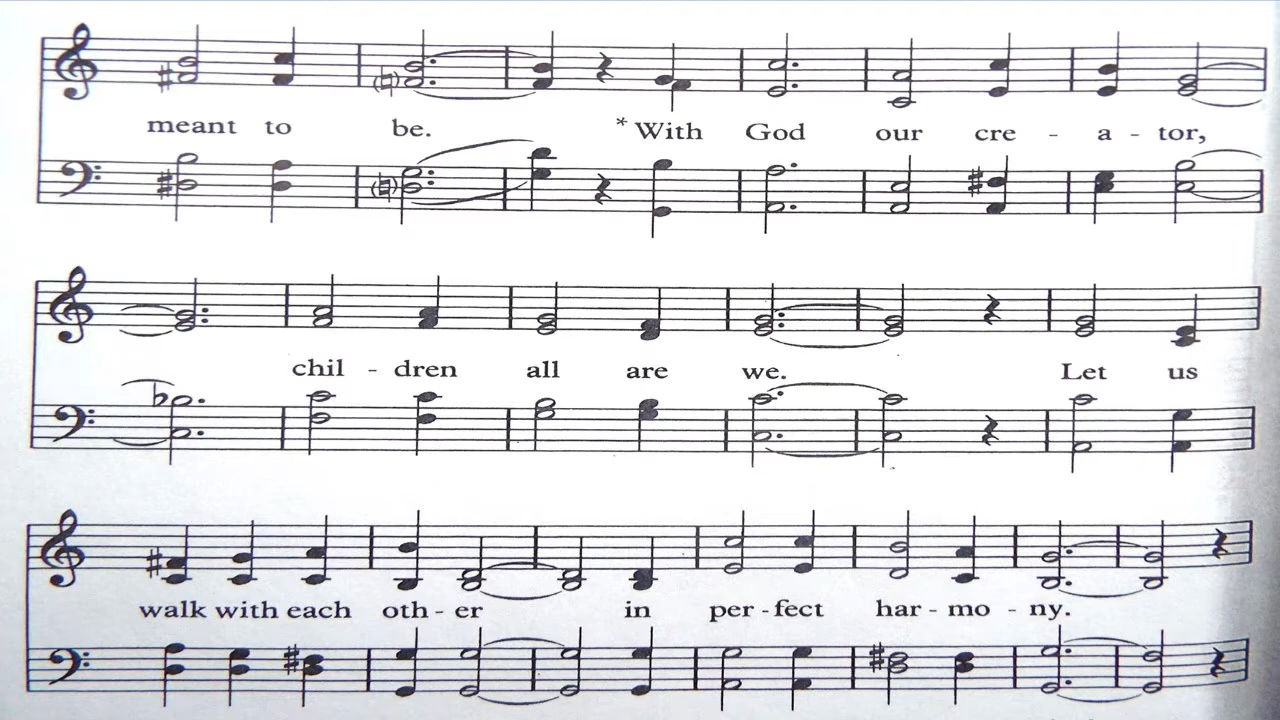 meant to be. *With God our cre - a - tor,
chil - dren all are we. Let us
walk with each oth - er in per - fect har - mo - ny.